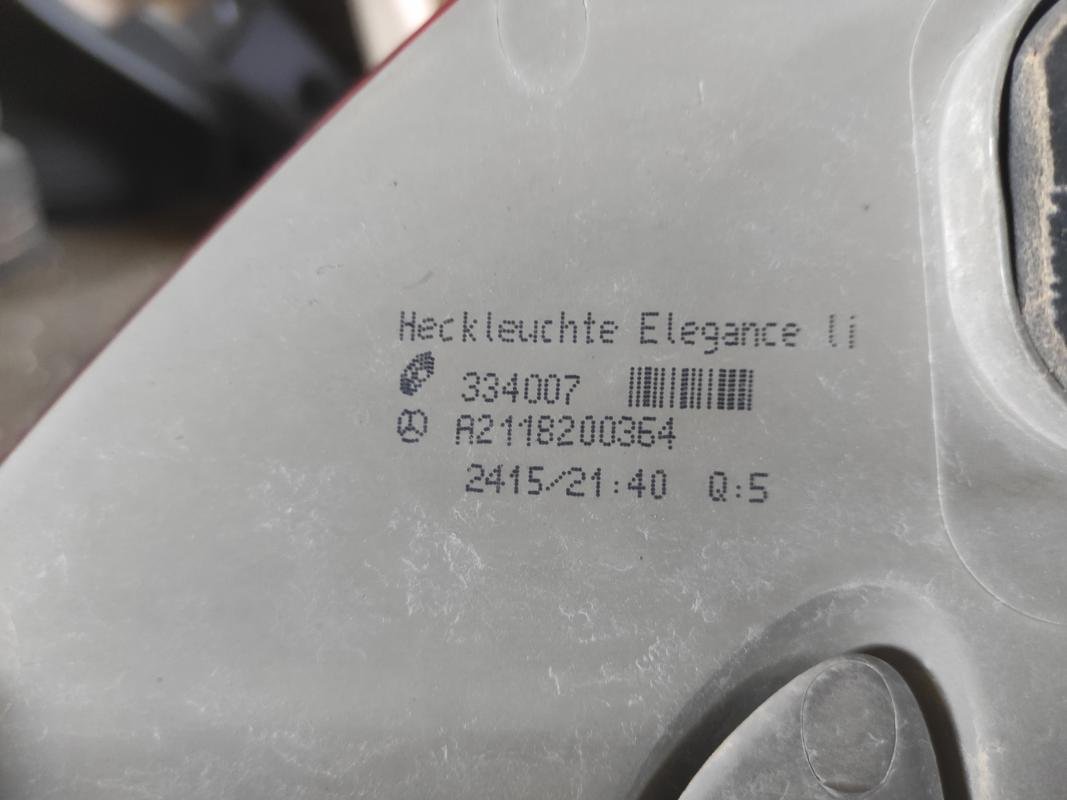 Heckleuchte Elegance li
334007
A2118200364
2415/21:40 Q:5